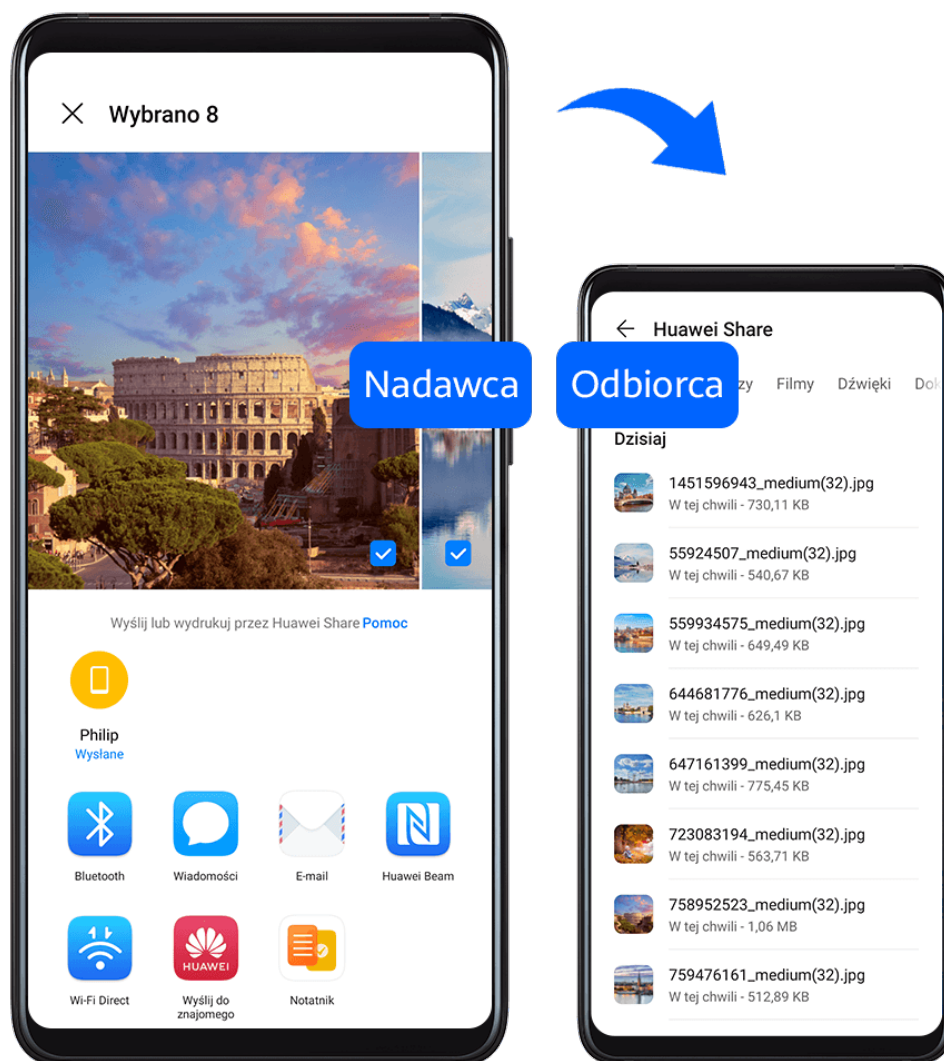 Wybrano 8
Nadawca
Wyślij lub wydrukuj przez Huawei Share Pomoc
Philip
Wysłane
Bluetooth
Wiadomości
E-mail
Huawei Beam
HUAWEI
Wi-Fi Direct
Wyślij do
znajomego
Notatnik
Huawei Share
Odbiorca
Filmy Dźwięki
Dzisiaj
1451596943_medium(32).jpg
W tej chwili - 730,11 KB
55924507_medium(32).jpg
W tej chwili - 540,67 KB
559934575_medium(32).jpg
W tej chwili - 649,49 KB
644681776_medium(32).jpg
W tej chwili - 626,1 KB
647161399_medium(32).jpg
W tej chwili - 775,45 KB
723083194_medium(32).jpg
W tej chwili - 563,71 KB
758952523_medium(32).jpg
W tej chwili - 1,06 MB
759476161_medium(32).jpg
W tej chwili - 512,89 KB